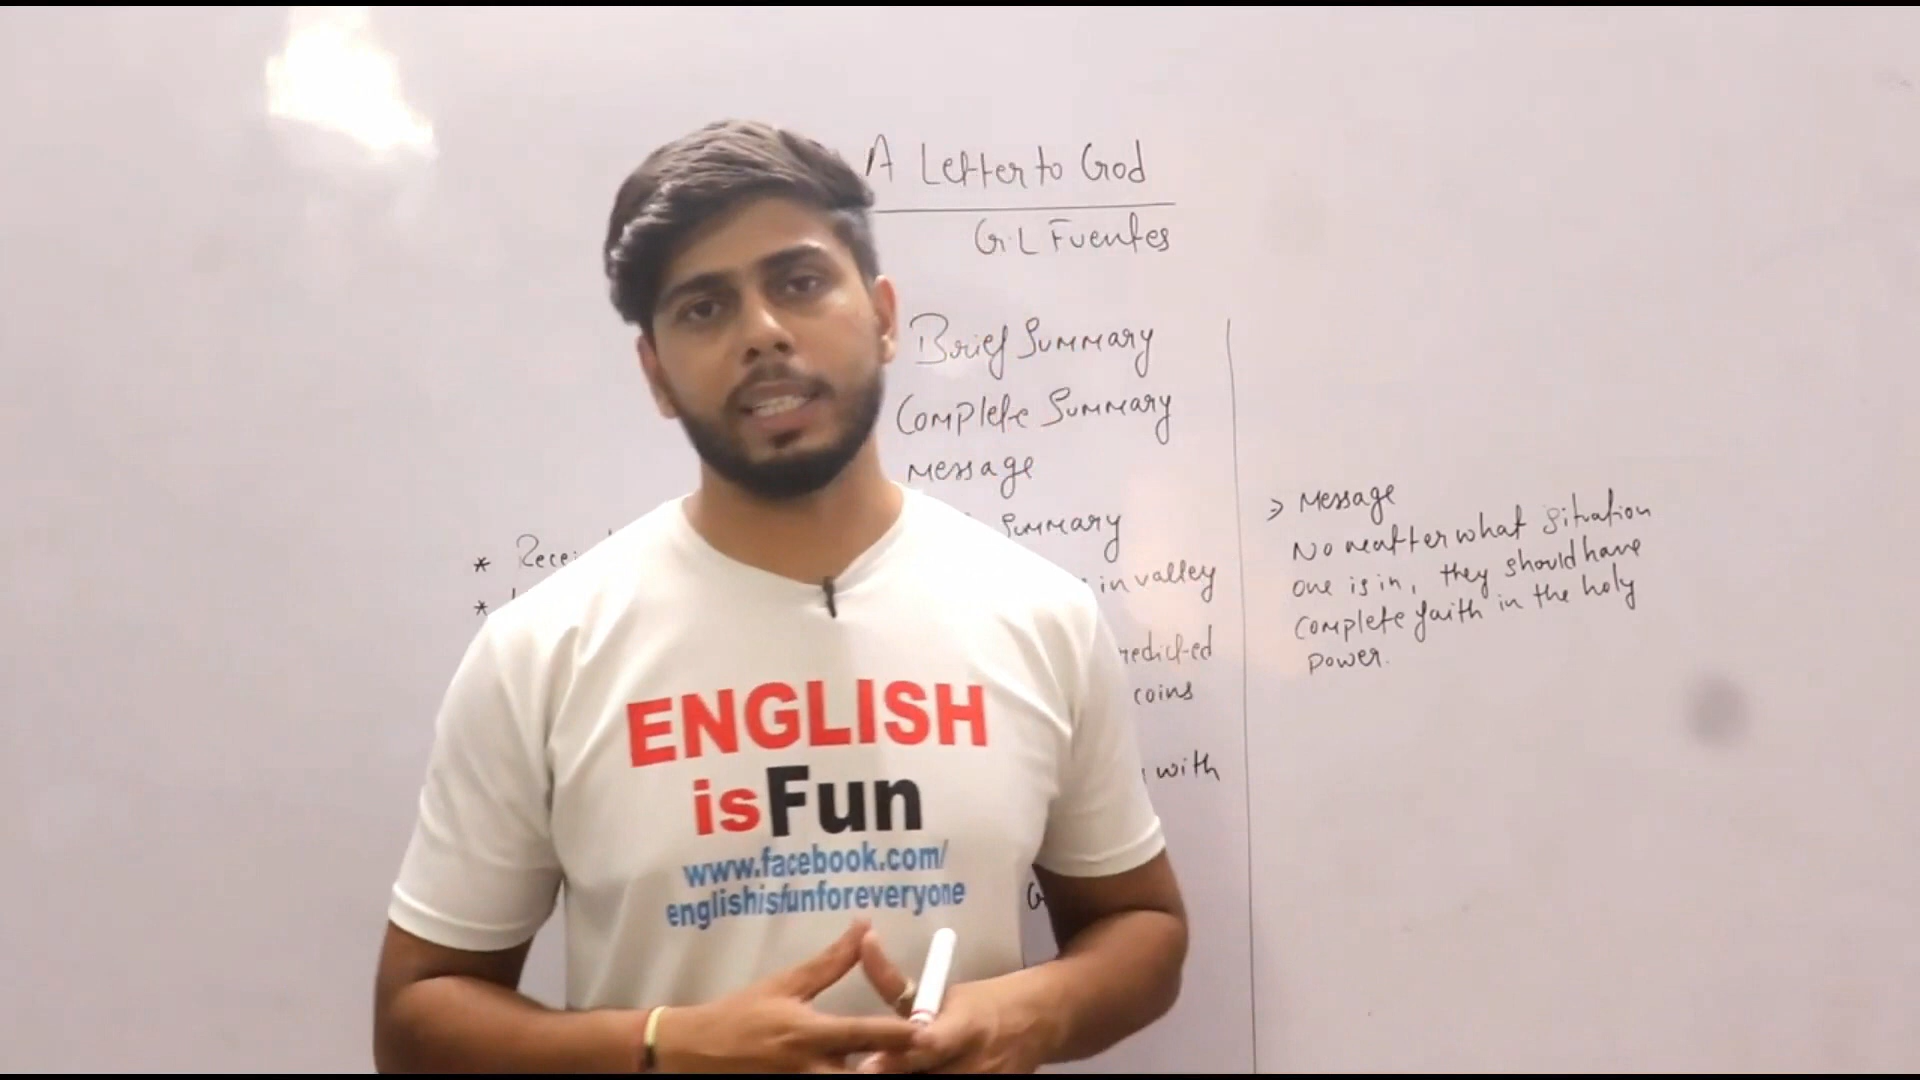 A Letter to God
G.L Fuentes
Brief Summary
Complete Summary
Message
Summary
*
in valley
*
coins
with
> Message
No matter what situation
one is in, they should have
complete faith in the holy
power.
ENGLISH
isFun
www.facebook.com/
englishisfunforeveryone